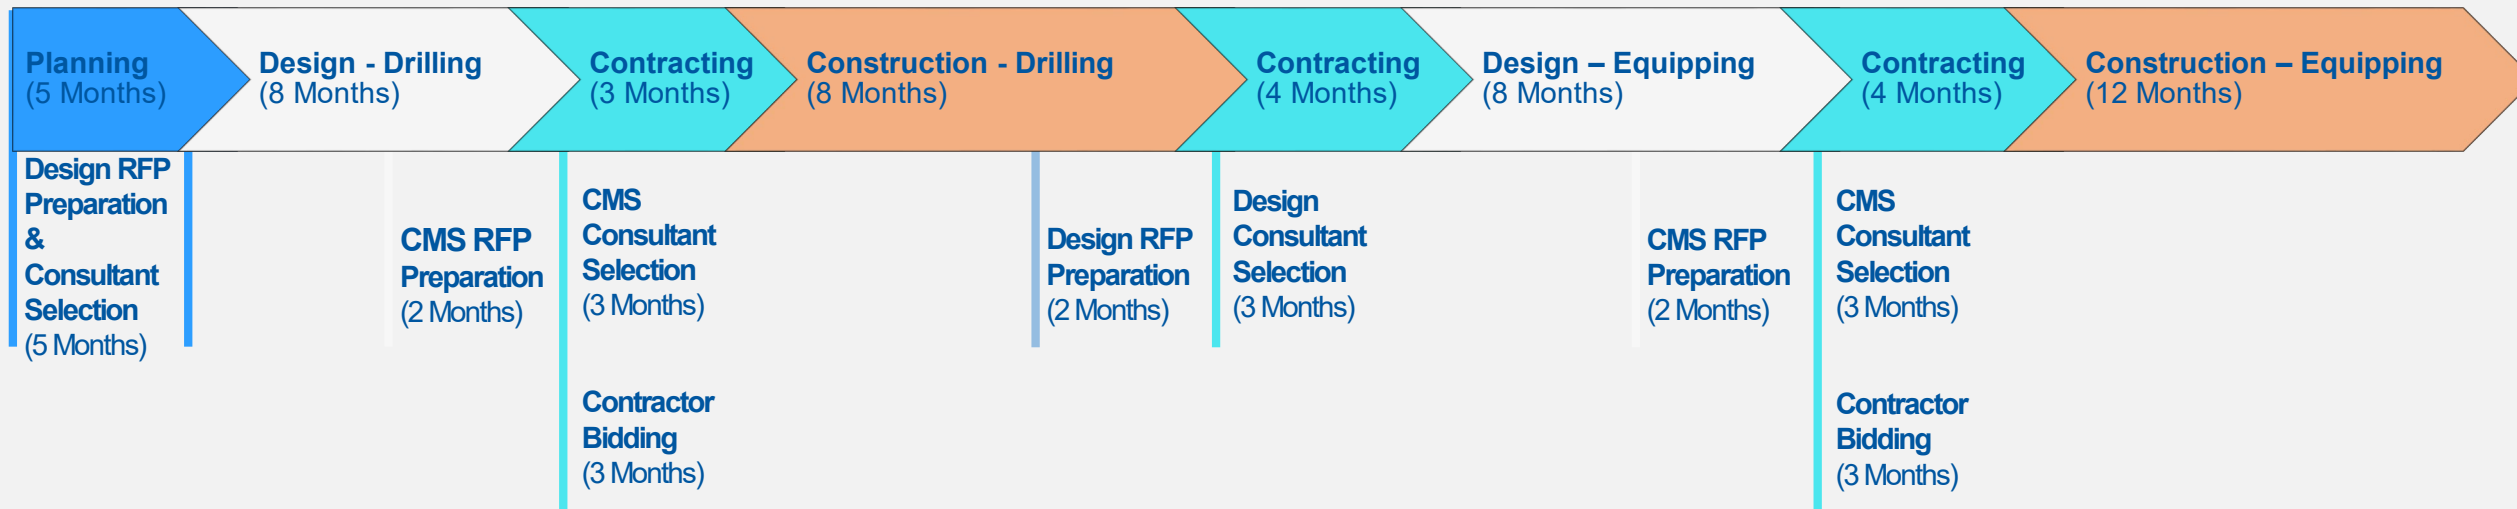 Planning
(5 Months)
Design - Drilling
(8 Months)
Contracting
(3 Months)
Construction - Drilling
(8 Months)
Contracting
(4 Months)
Design – Equipping
(8 Months)
Contracting
(4 Months)
Construction – Equipping
(12 Months)
Design RFP
Preparation
&
Consultant
Selection
(5 Months)
CMS RFP
Preparation
(2 Months)
CMS
Consultant
Selection
(3 Months)
Contractor
Bidding
(3 Months)
Design RFP
Preparation
(2 Months)
Design
Consultant
Selection
(3 Months)
CMS RFP
Preparation
(2 Months)
CMS
Consultant
Selection
(3 Months)
Contractor
Bidding
(3 Months)